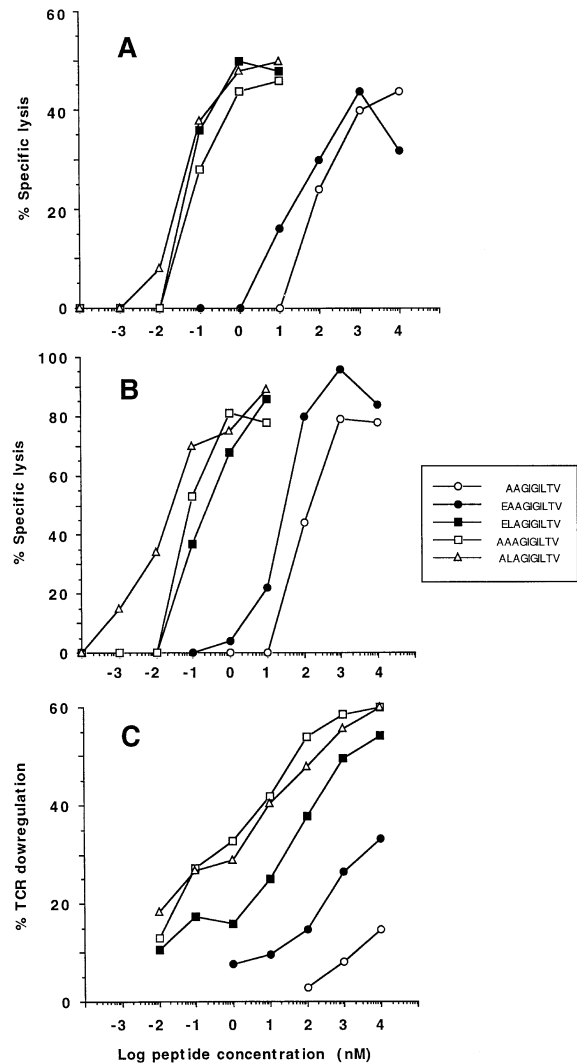 A
60
40
20
0
% Specific lysis
-3 -2 -1 0 1 2 3 4
B
100
80
60
40
20
0
% Specific lysis
-3 -2 -1 0 1 2 3 4
AAGIGILTV
EAAGIGILTV
ELAGIGILTV
AAAGIGILTV
ALAGIGILTV
C
60
40
20
0
% TCR dowregulation
-3 -2 -1 0 1 2 3 4
Log peptide concentration (nM)